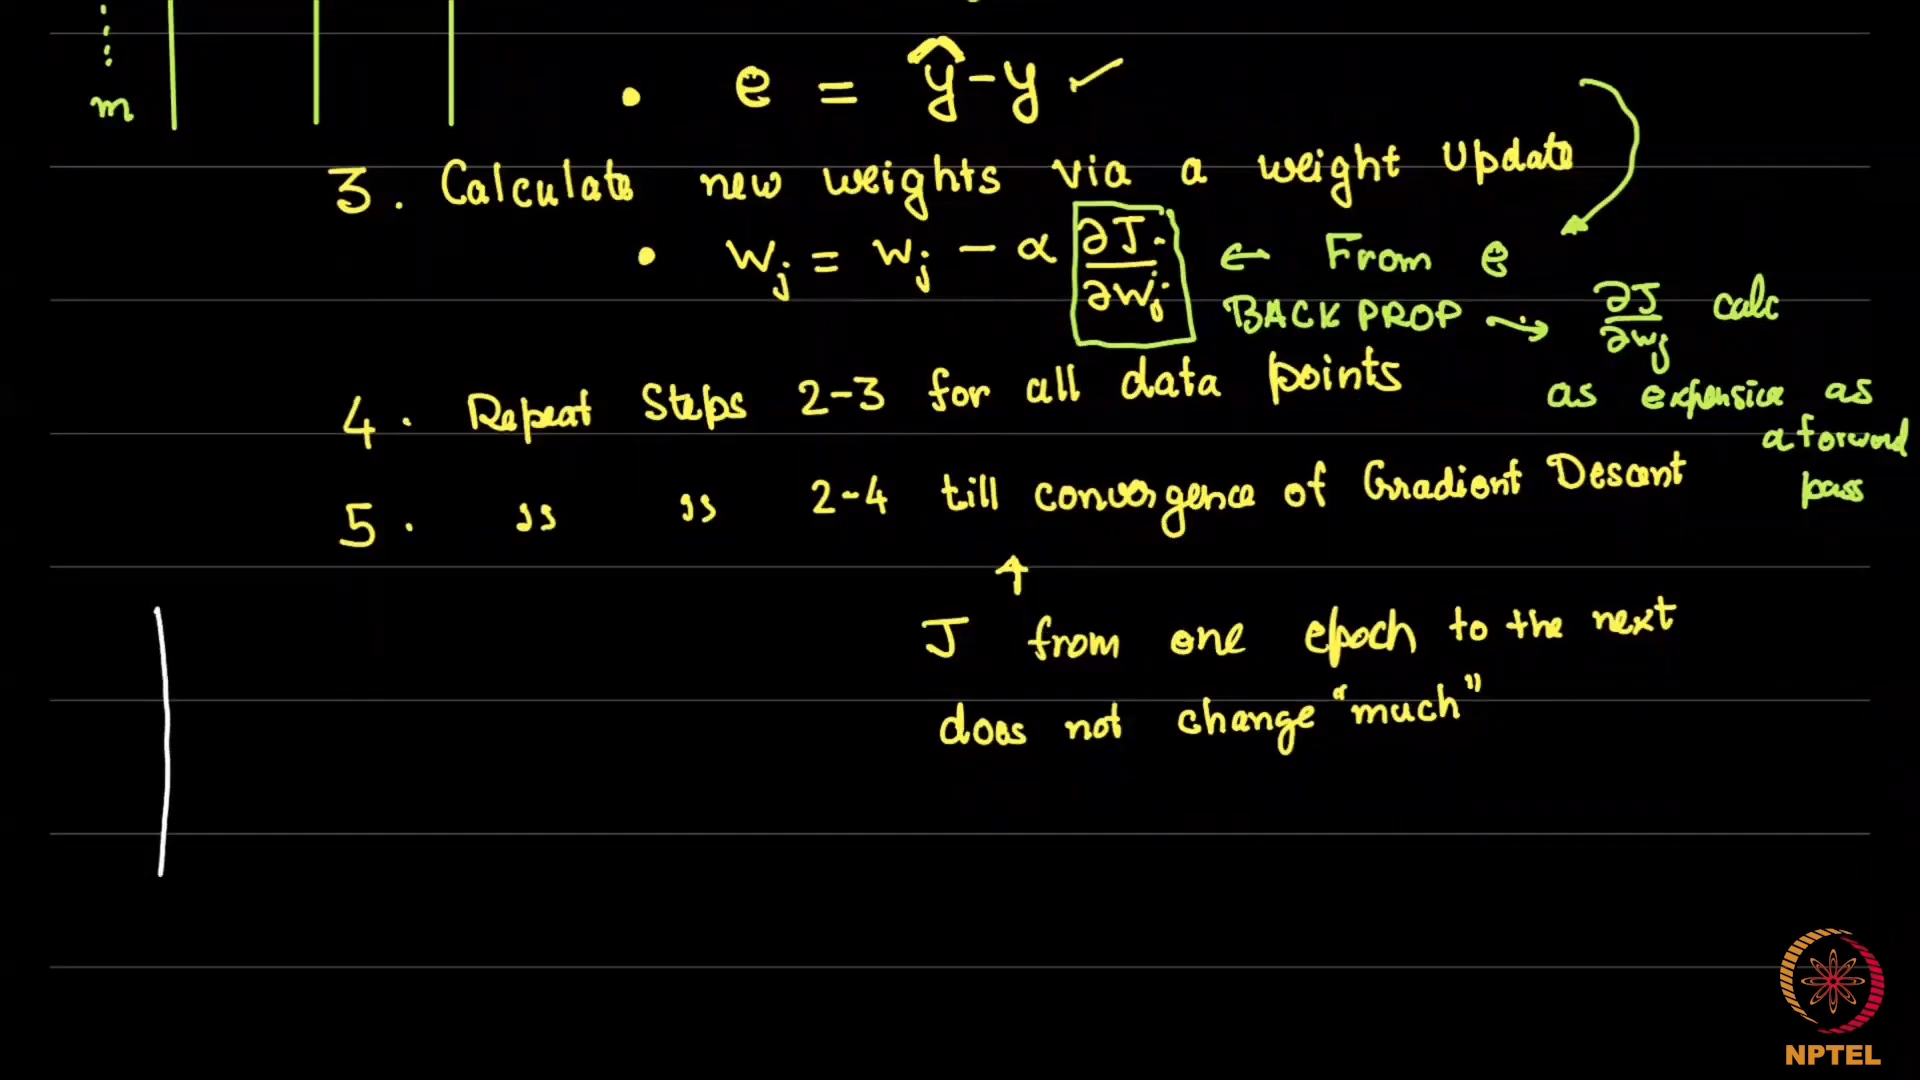 ⋮
m
• e = ŷ - y ✓
3. Calculate new weights via a weight Update
• wj = wj - α ∂J/∂wj ← From e
BACK PROP → ∂J/∂wj calc
as expensive as
a forward
pass
4. Repeat Steps 2-3 for all data points
5. ,, ,, 2-4 till convergence of Gradient Descent
↑
J from one epoch to the next
does not change "much"
NPTEL